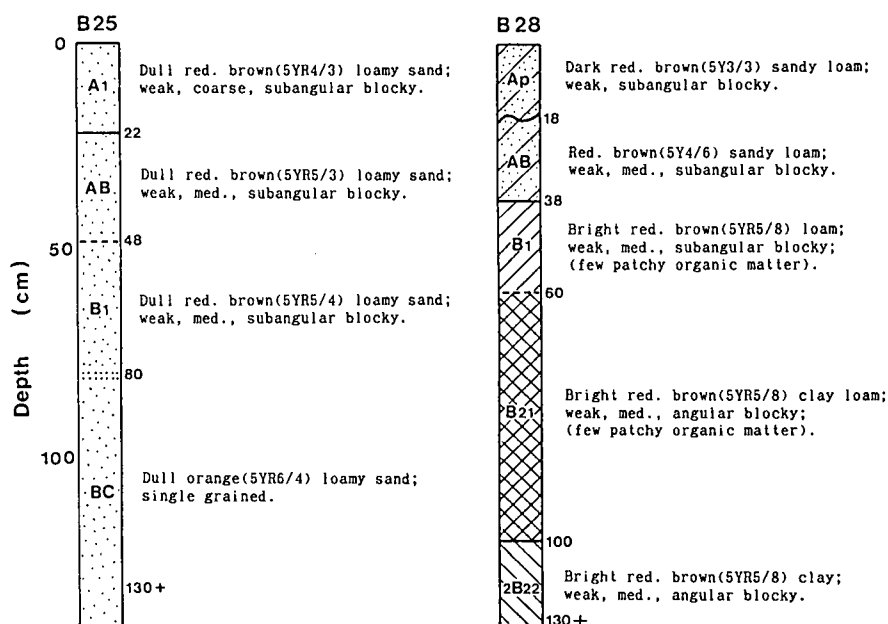 B25
0
A1
Dull red. brown(5YR4/3) loamy sand;
weak, coarse, subangular blocky.
22
AB
Dull red. brown(5YR5/3) loamy sand;
weak, med., subangular blocky.
48
50
B1
Dull red. brown(5YR5/4) loamy sand;
weak, med., subangular blocky.
80
Depth (cm)
100
BC
Dull orange(5YR6/4) loamy sand;
single grained.
130+
B28
Ap
Dark red. brown(5Y3/3) sandy loam;
weak, subangular blocky.
18
AB
Red. brown(5Y4/6) sandy loam;
weak, med., subangular blocky.
38
B1
Bright red. brown(5YR5/8) loam;
weak, med., subangular blocky;
(few patchy organic matter).
60
B21
Bright red. brown(5YR5/8) clay loam;
weak, med., angular blocky;
(few patchy organic matter).
100
2B22
Bright red. brown(5YR5/8) clay;
weak, med., angular blocky.
130+